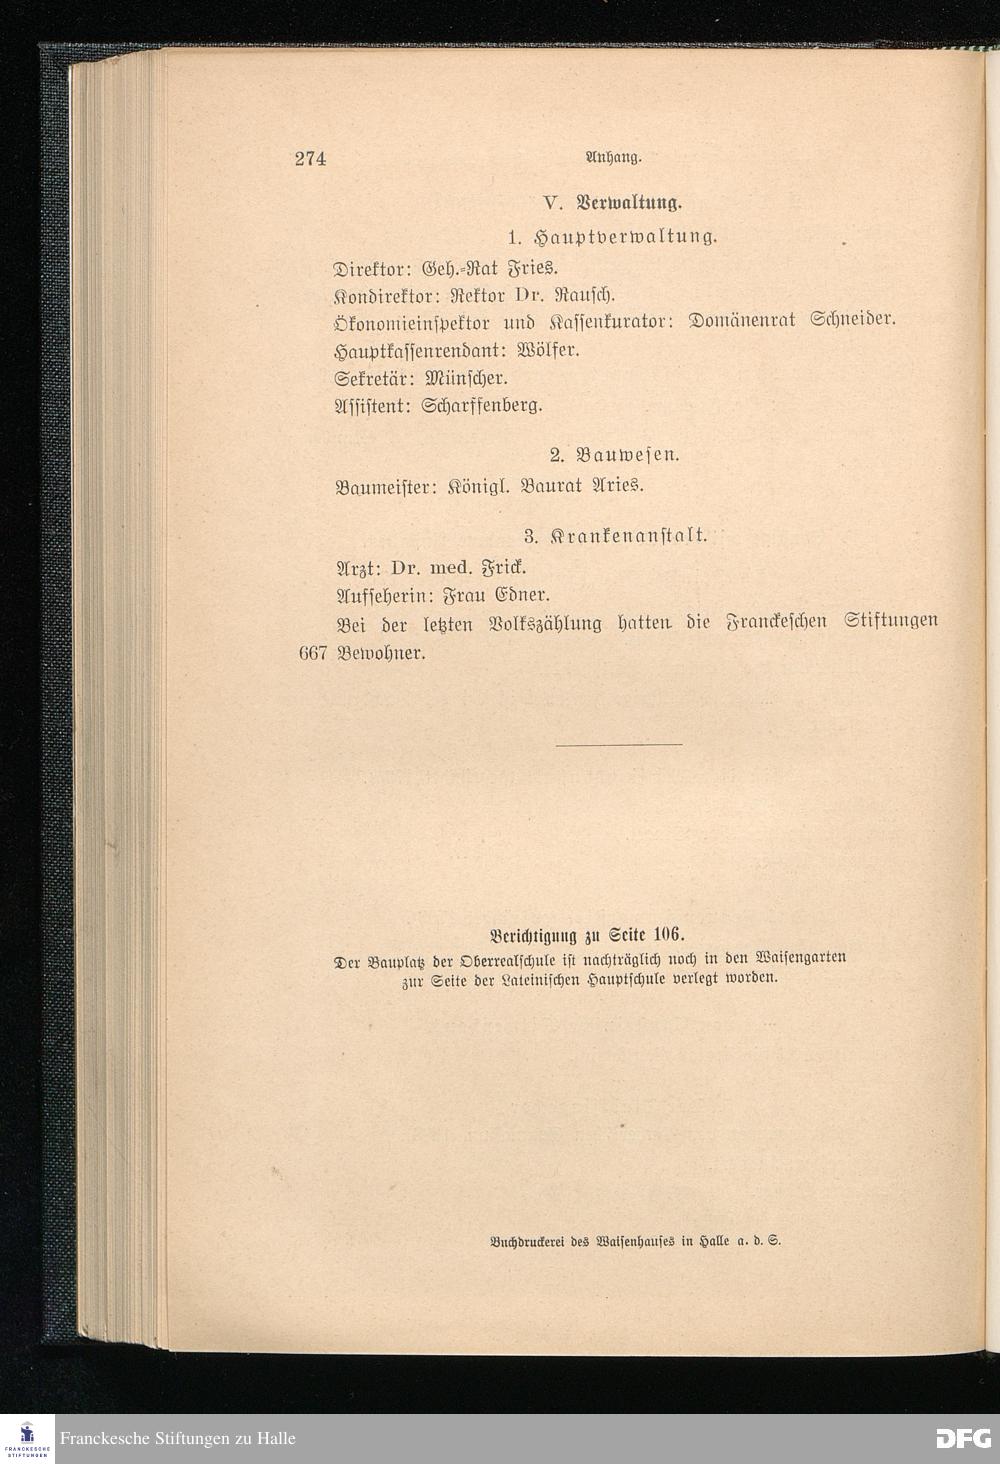 274 Anhang.
V. Verwaltung.
1. Hauptverwaltung.
Direktor: Geh.-Rat Fries.
Kondirektor: Rektor Dr. Rausch.
Ökonomieinspektor und Kassenkurator: Domänenrat Schneider.
Hauptkassenrendant: Wölfer.
Sekretär: Münscher.
Assistent: Scharffenberg.
2. Bauwesen.
Baumeister: Königl. Baurat Aries.
3. Krankenanstalt.
Arzt: Dr. med. Frick.
Aufseherin: Frau Edner.
Bei der letzten Volkszählung hatten die Franckeschen Stiftungen
667 Bewohner.
Berichtigung zu Seite 106.
Der Bauplatz der Oberrealschule ist nachträglich noch in den Waisengarten
zur Seite der Lateinischen Hauptschule verlegt worden.
Buchdruckerei des Waisenhauses in Halle a. d. S.
FRANCKESCHE
STIFTUNGEN
Franckesche Stiftungen zu Halle
DFG